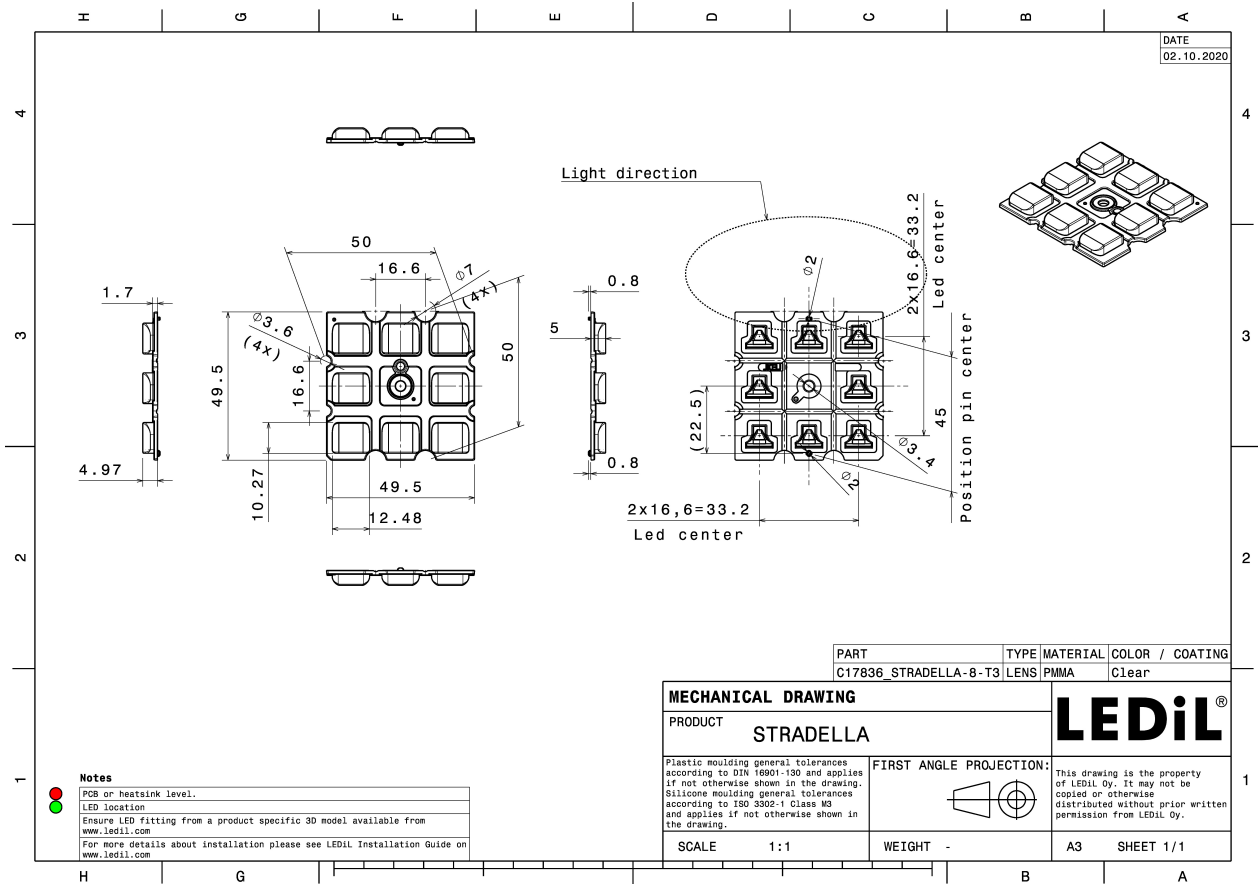 H G F E D C B A
DATE
02.10.2020
4 4
Light direction
50
16.6
⌀7
(4x)
1.7
⌀3.6
(4x)
49.5
16.6
50
10.27
4.97
49.5
12.48
0.8
5
0.8
⌀2
2x16.6=33.2
Led center
3 3
(22.5)
45
Position pin center
⌀3.4
⌀2
2x16,6=33.2
Led center
2 2
PART TYPE MATERIAL COLOR / COATING
C17836_STRADELLA-8-T3 LENS PMMA Clear
MECHANICAL DRAWING
PRODUCT
STRADELLA
LEDiL®
Plastic moulding general tolerances
according to DIN 16901-130 and applies
if not otherwise shown in the drawing.
Silicone moulding general tolerances
according to ISO 3302-1 Class M3
and applies if not otherwise shown in
the drawing.
FIRST ANGLE PROJECTION:
This drawing is the property
of LEDiL Oy. It may not be
copied or otherwise
distributed without prior written
permission from LEDiL Oy.
SCALE 1:1
WEIGHT -
A3 SHEET 1/1
1 1
Notes
PCB or heatsink level.
LED location
Ensure LED fitting from a product specific 3D model available from
www.ledil.com
For more details about installation please see LEDiL Installation Guide on
www.ledil.com
H G B A